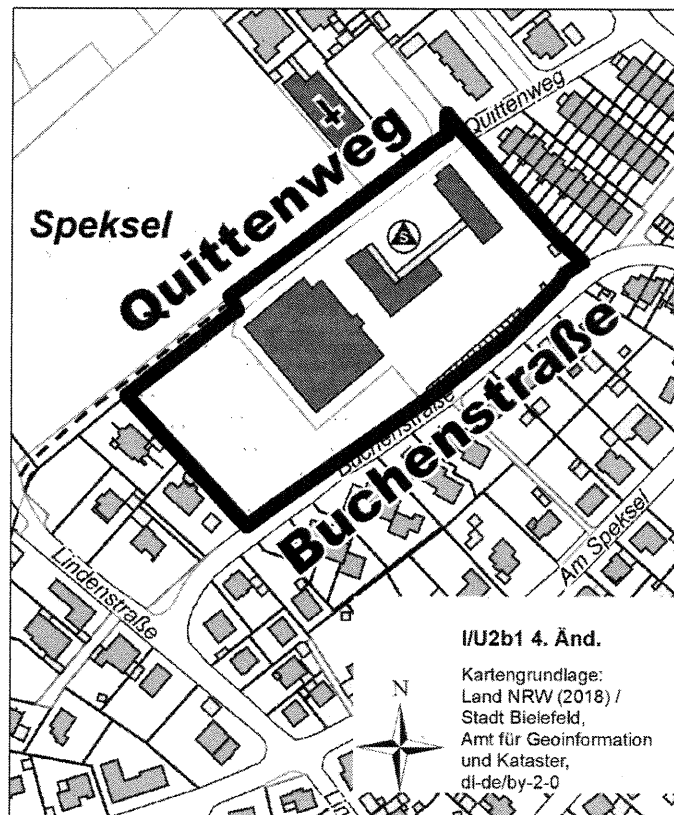 Quittenweg
Quittenweg
Speksel
Buchenstraße
Buchenstraße
Am Speksel
Lindenstraße
S
I/U2b1 4. Änd.
Kartengrundlage:
Land NRW (2018) /
Stadt Bielefeld,
Amt für Geoinformation
und Kataster,
dl-de/by-2-0
N